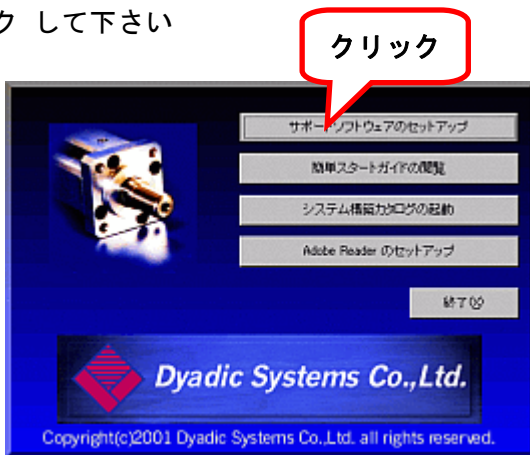 ク して下さい
クリック
サポートソフトウェアのセットアップ
簡単スタートガイドの閲覧
システム構築カタログの起動
Adobe Reader のセットアップ
終了(X)
Dyadic Systems Co.,Ltd.
Copyright(c)2001 Dyadic Systems Co.,Ltd. all rights reserved.